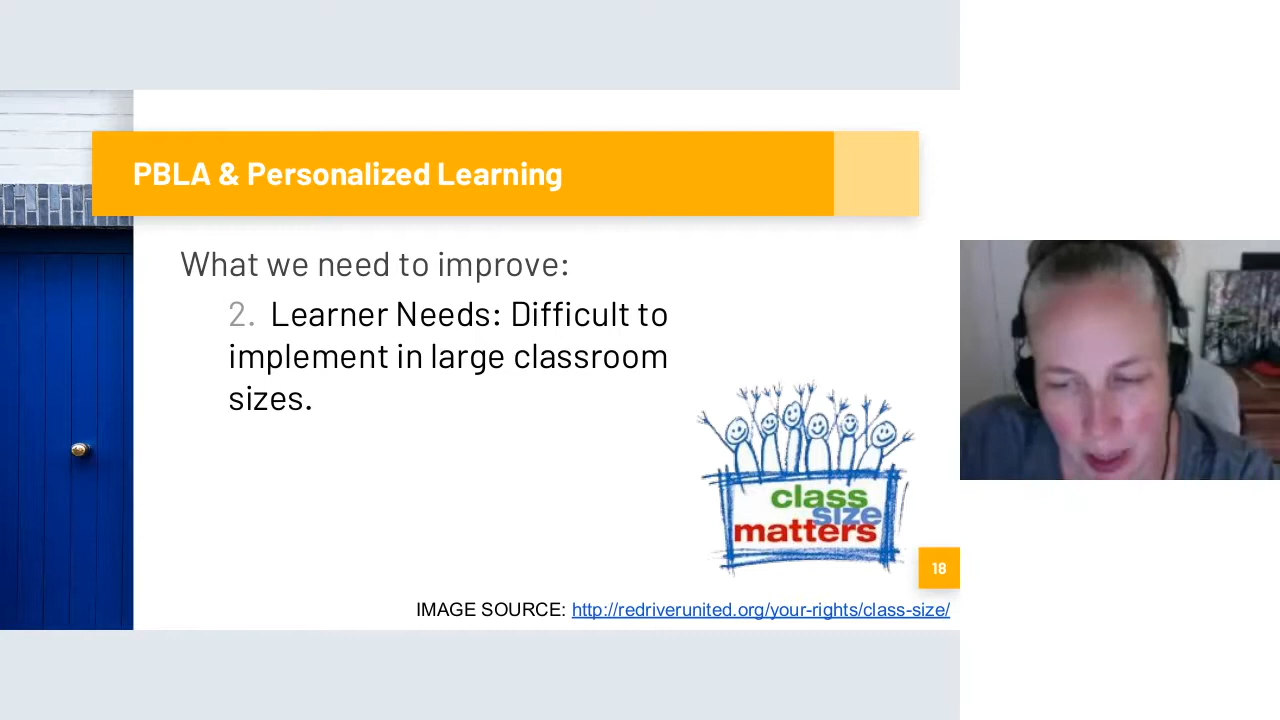 PBLA & Personalized Learning
What we need to improve:
2. Learner Needs: Difficult to
implement in large classroom
sizes.
class
size
matters
18
IMAGE SOURCE: http://redriverunited.org/your-rights/class-size/